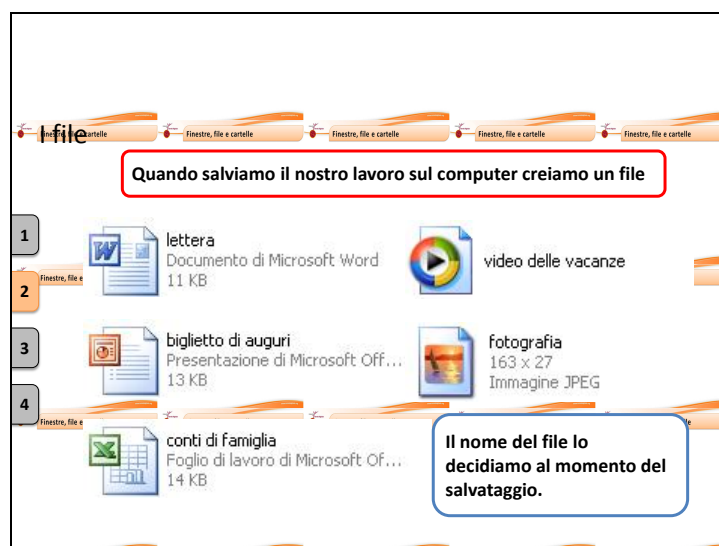 I file
Finestre, file e cartelle
Finestre, file e cartelle
Finestre, file e cartelle
Finestre, file e cartelle
Finestre, file e cartelle
Quando salviamo il nostro lavoro sul computer creiamo un file
1
lettera
Documento di Microsoft Word
11 KB
video delle vacanze
Finestre, file e
2
3
biglietto di auguri
Presentazione di Microsoft Off...
13 KB
fotografia
163 x 27
Immagine JPEG
4
Finestre, file e
conti di famiglia
Foglio di lavoro di Microsoft Of...
14 KB
Il nome del file lo
decidiamo al momento del
salvataggio.